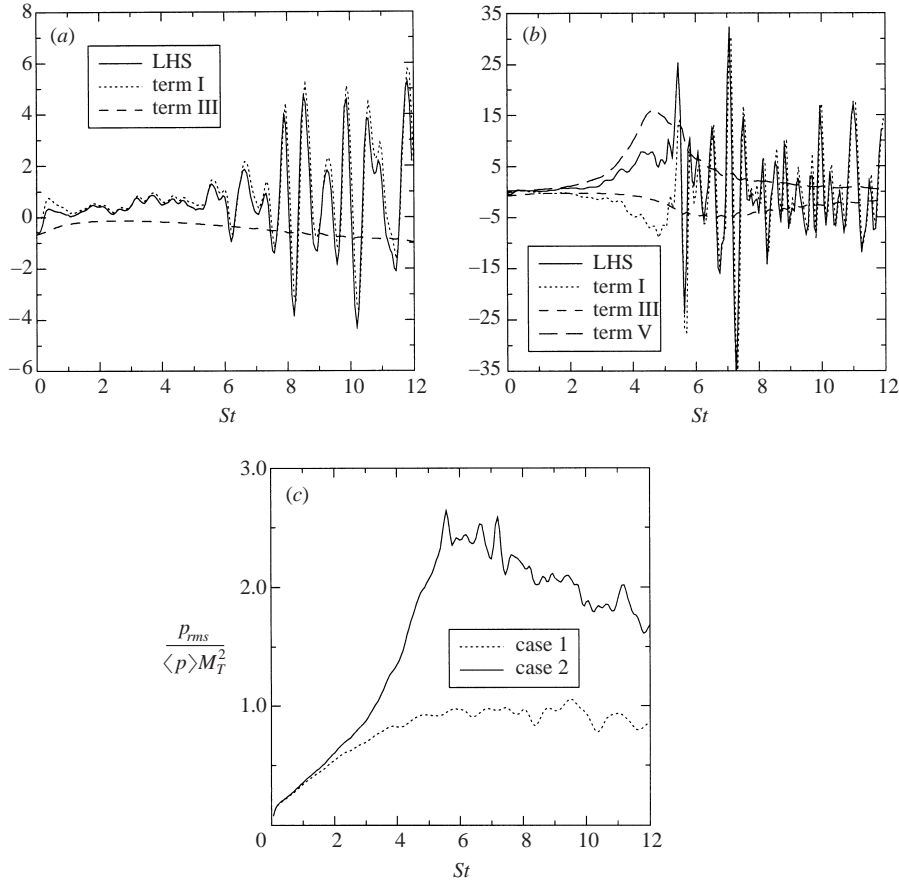 (a)
LHS
term I
term III
8
6
4
2
0
−2
−4
−6
0 2 4 6 8 10 12
St
(b)
35
25
15
5
−5
−15
−25
−35
LHS
term I
term III
term V
0 2 4 6 8 10 12
St
(c)
3.0
2.0
1.0
p_rms
⟨p⟩M_T^2
case 1
case 2
0 2 4 6 8 10 12
St